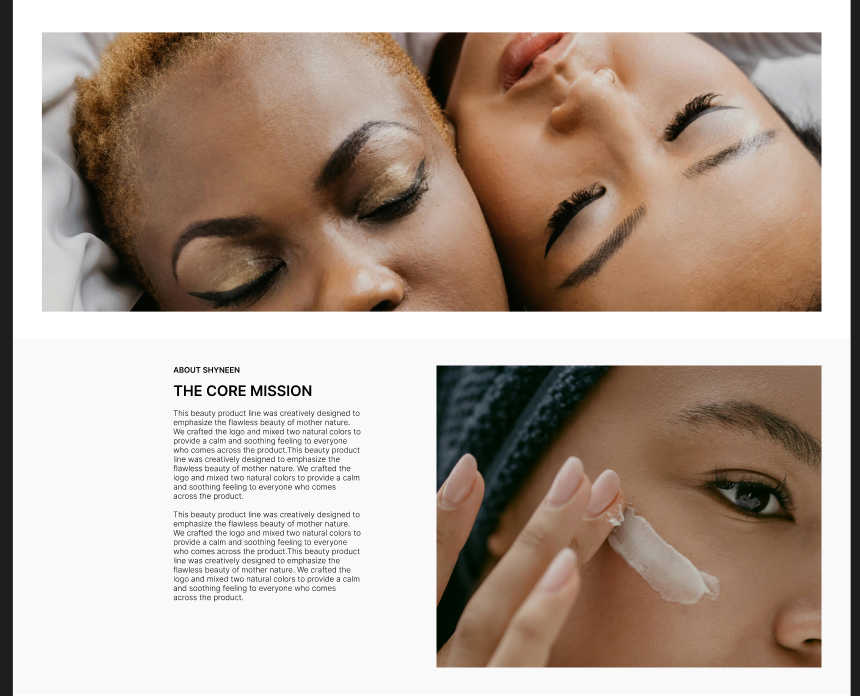 ABOUT SHYNEEN
THE CORE MISSION
This beauty product line was creatively designed to
emphasize the flawless beauty of mother nature.
We crafted the logo and mixed two natural colors to
provide a calm and soothing feeling to everyone
who comes across the product.This beauty product
line was creatively designed to emphasize the
flawless beauty of mother nature. We crafted the
logo and mixed two natural colors to provide a calm
and soothing feeling to everyone who comes
across the product.
This beauty product line was creatively designed to
emphasize the flawless beauty of mother nature.
We crafted the logo and mixed two natural colors to
provide a calm and soothing feeling to everyone
who comes across the product.This beauty product
line was creatively designed to emphasize the
flawless beauty of mother nature. We crafted the
logo and mixed two natural colors to provide a calm
and soothing feeling to everyone who comes
across the product.